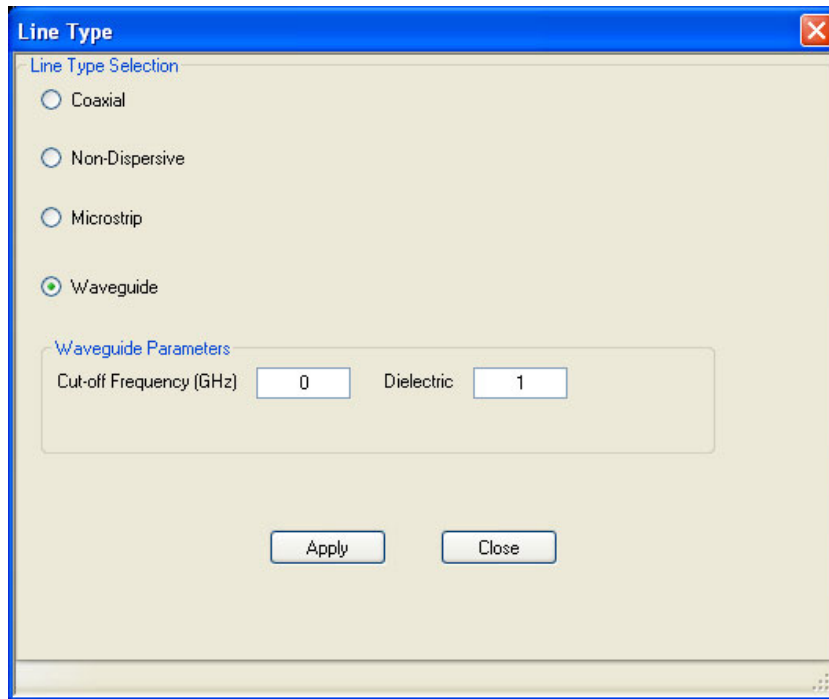 Line Type
Line Type Selection
Coaxial
Non-Dispersive
Microstrip
Waveguide
Waveguide Parameters
Cut-off Frequency (GHz) 0 Dielectric 1
Apply Close